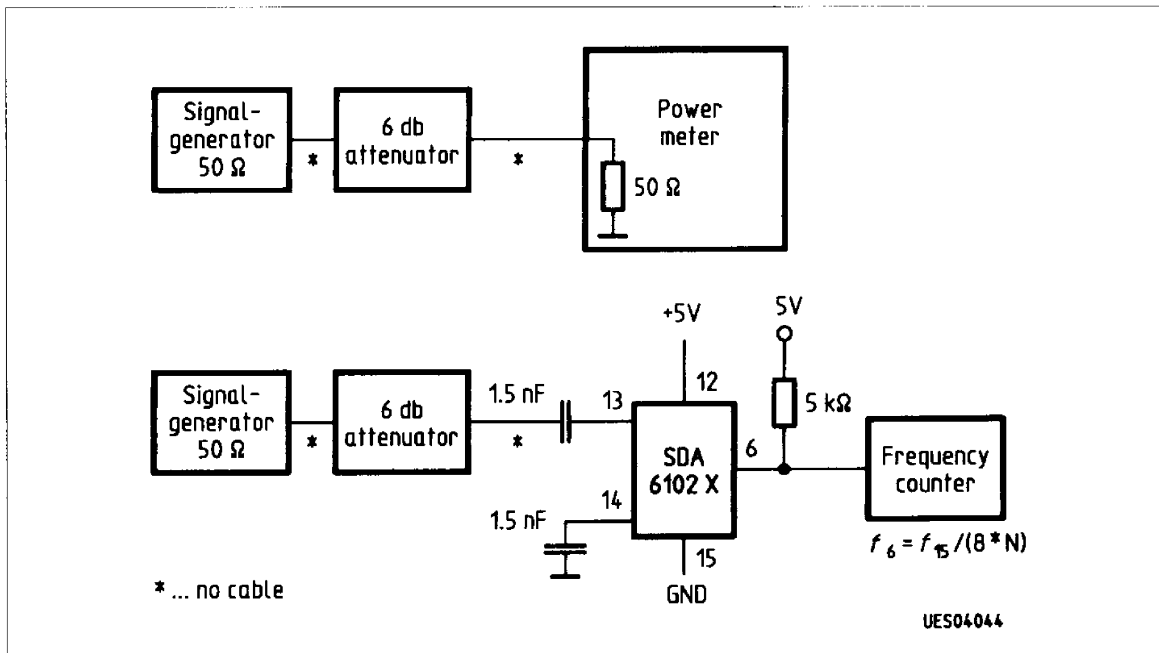 Signal-
generator
50 Ω
*
6 db
attenuator
*
Power
meter
50 Ω
Signal-
generator
50 Ω
*
6 db
attenuator
*
1.5 nF
13
+5V
12
SDA
6102 X
14
1.5 nF
15
GND
6
5V
5 kΩ
Frequency
counter
f 6 = f 15 /(8*N)
* ... no cable
UES04044